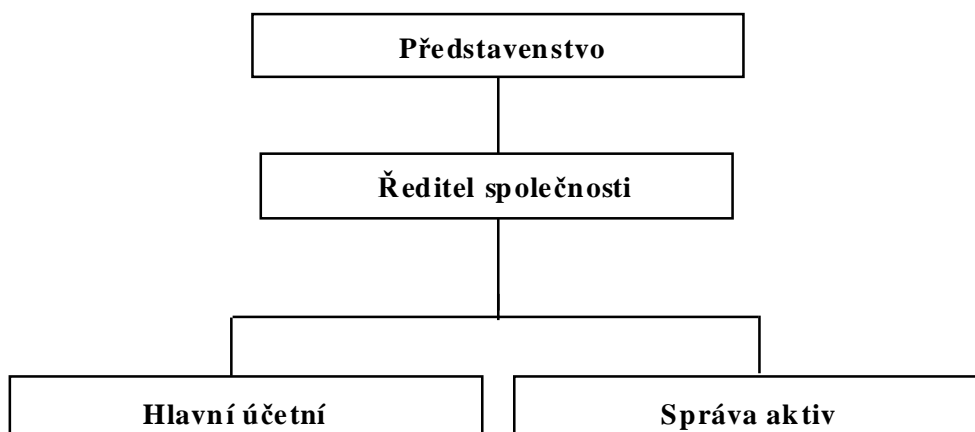 Představenstvo
Ředitel společnosti
Hlavní účetní
Správa aktiv